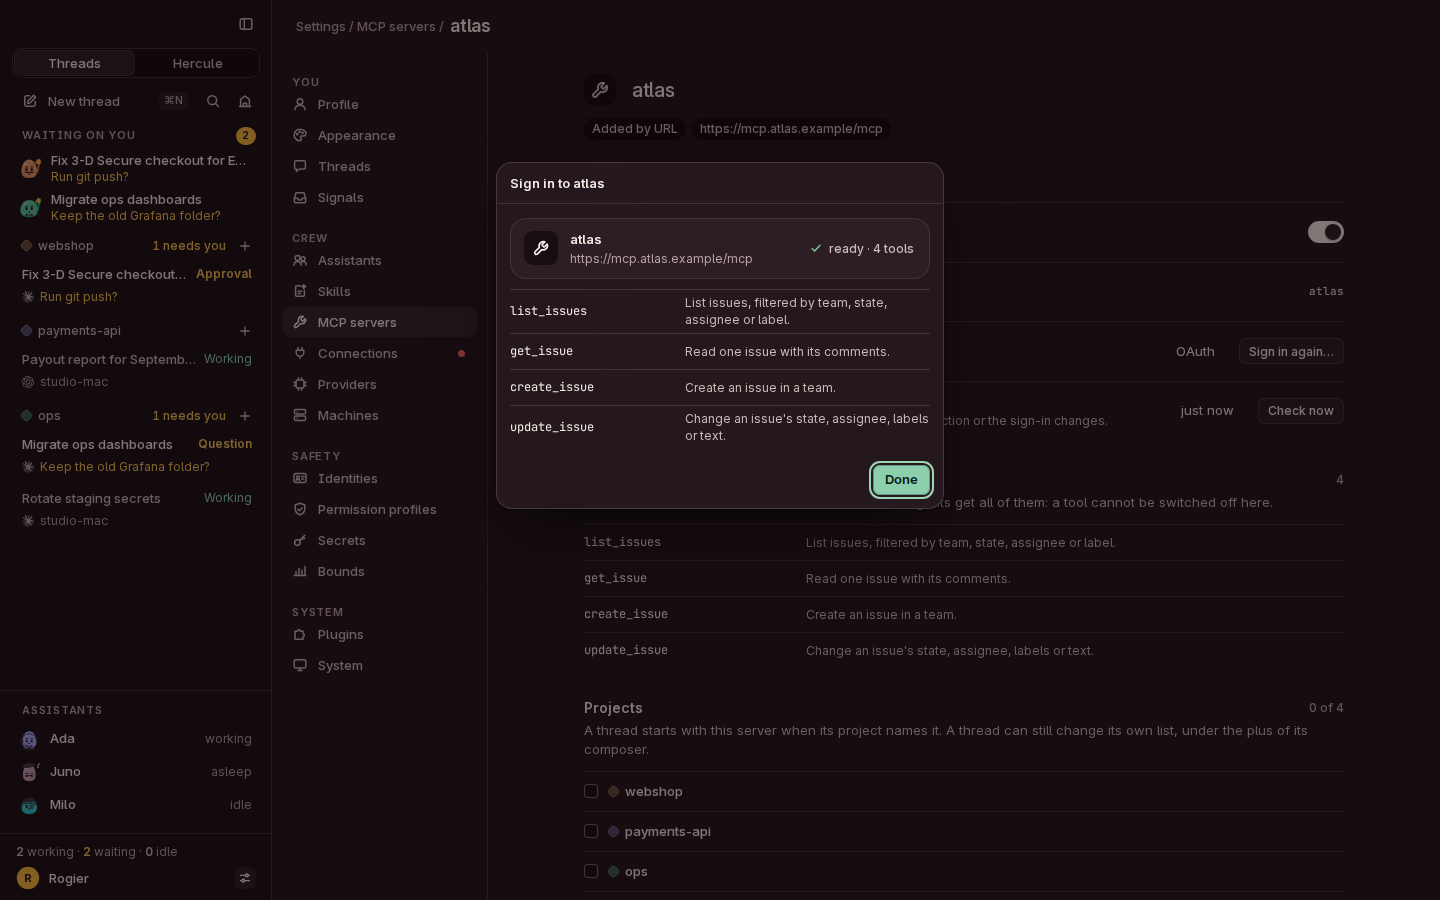 Threads
Hercule
New thread
⌘N
WAITING ON YOU
2
Fix 3-D Secure checkout for E…
Run git push?
Migrate ops dashboards
Keep the old Grafana folder?
webshop
1 needs you
Fix 3-D Secure checkout…
Approval
Run git push?
payments-api
Payout report for Septemb…
Working
studio-mac
ops
1 needs you
Migrate ops dashboards
Question
Keep the old Grafana folder?
Rotate staging secrets
Working
studio-mac
ASSISTANTS
Ada
working
Juno
asleep
Milo
idle
2 working · 2 waiting · 0 idle
R
Rogier
Settings / MCP servers / atlas
YOU
Profile
Appearance
Threads
Signals
CREW
Assistants
Skills
MCP servers
Connections
Providers
Machines
SAFETY
Identities
Permission profiles
Secrets
Bounds
SYSTEM
Plugins
System
atlas
Added by URL
https://mcp.atlas.example/mcp
Sign in to atlas
atlas
https://mcp.atlas.example/mcp
ready · 4 tools
list_issues
List issues, filtered by team, state,
assignee or label.
get_issue
Read one issue with its comments.
create_issue
Create an issue in a team.
update_issue
Change an issue's state, assignee, labels
or text.
Done
atlas
OAuth
Sign in again…
or the sign-in changes.
just now
Check now
4
get all of them: a tool cannot be switched off here.
list_issues
List issues, filtered by team, state, assignee or label.
get_issue
Read one issue with its comments.
create_issue
Create an issue in a team.
update_issue
Change an issue's state, assignee, labels or text.
Projects
0 of 4
A thread starts with this server when its project names it. A thread can still change its own list, under the plus of its
composer.
webshop
payments-api
ops